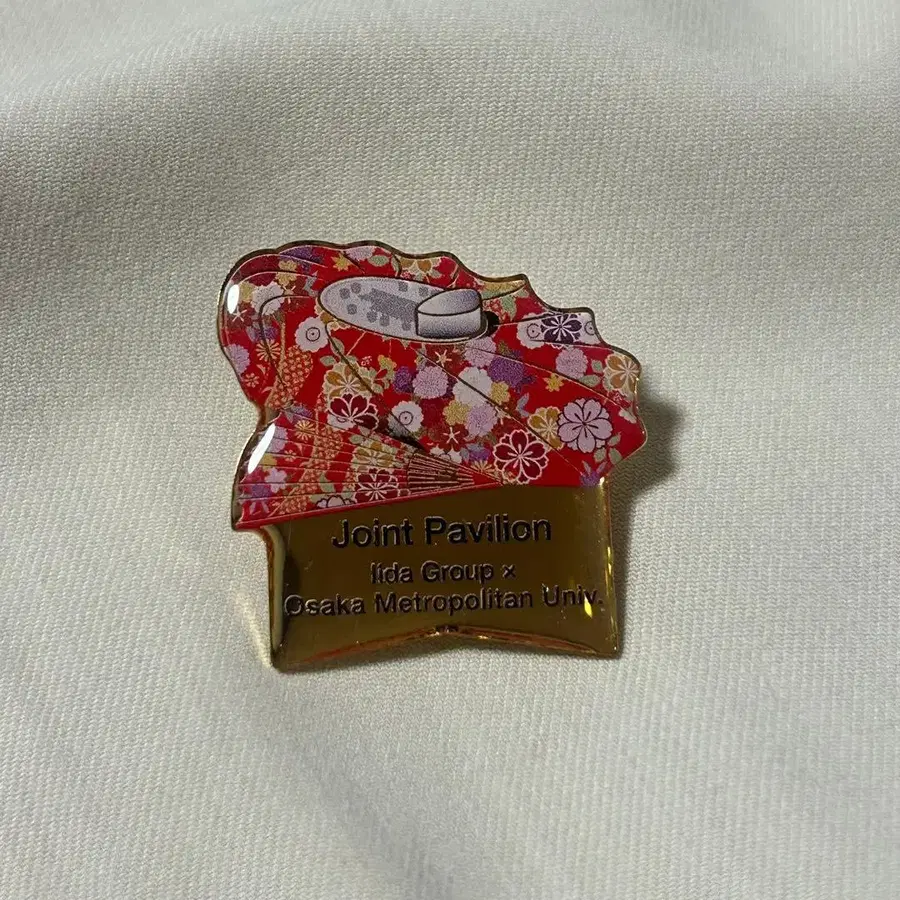 Joint Pavilion
Iida Group ×
Osaka Metropolitan Univ.